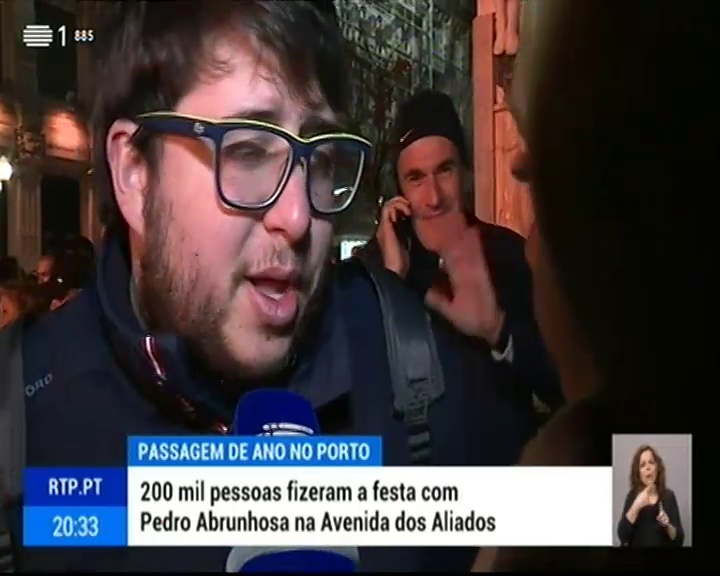 1 885
PASSAGEM DE ANO NO PORTO
RTP.PT
200 mil pessoas fizeram a festa com
20:33
Pedro Abrunhosa na Avenida dos Aliados